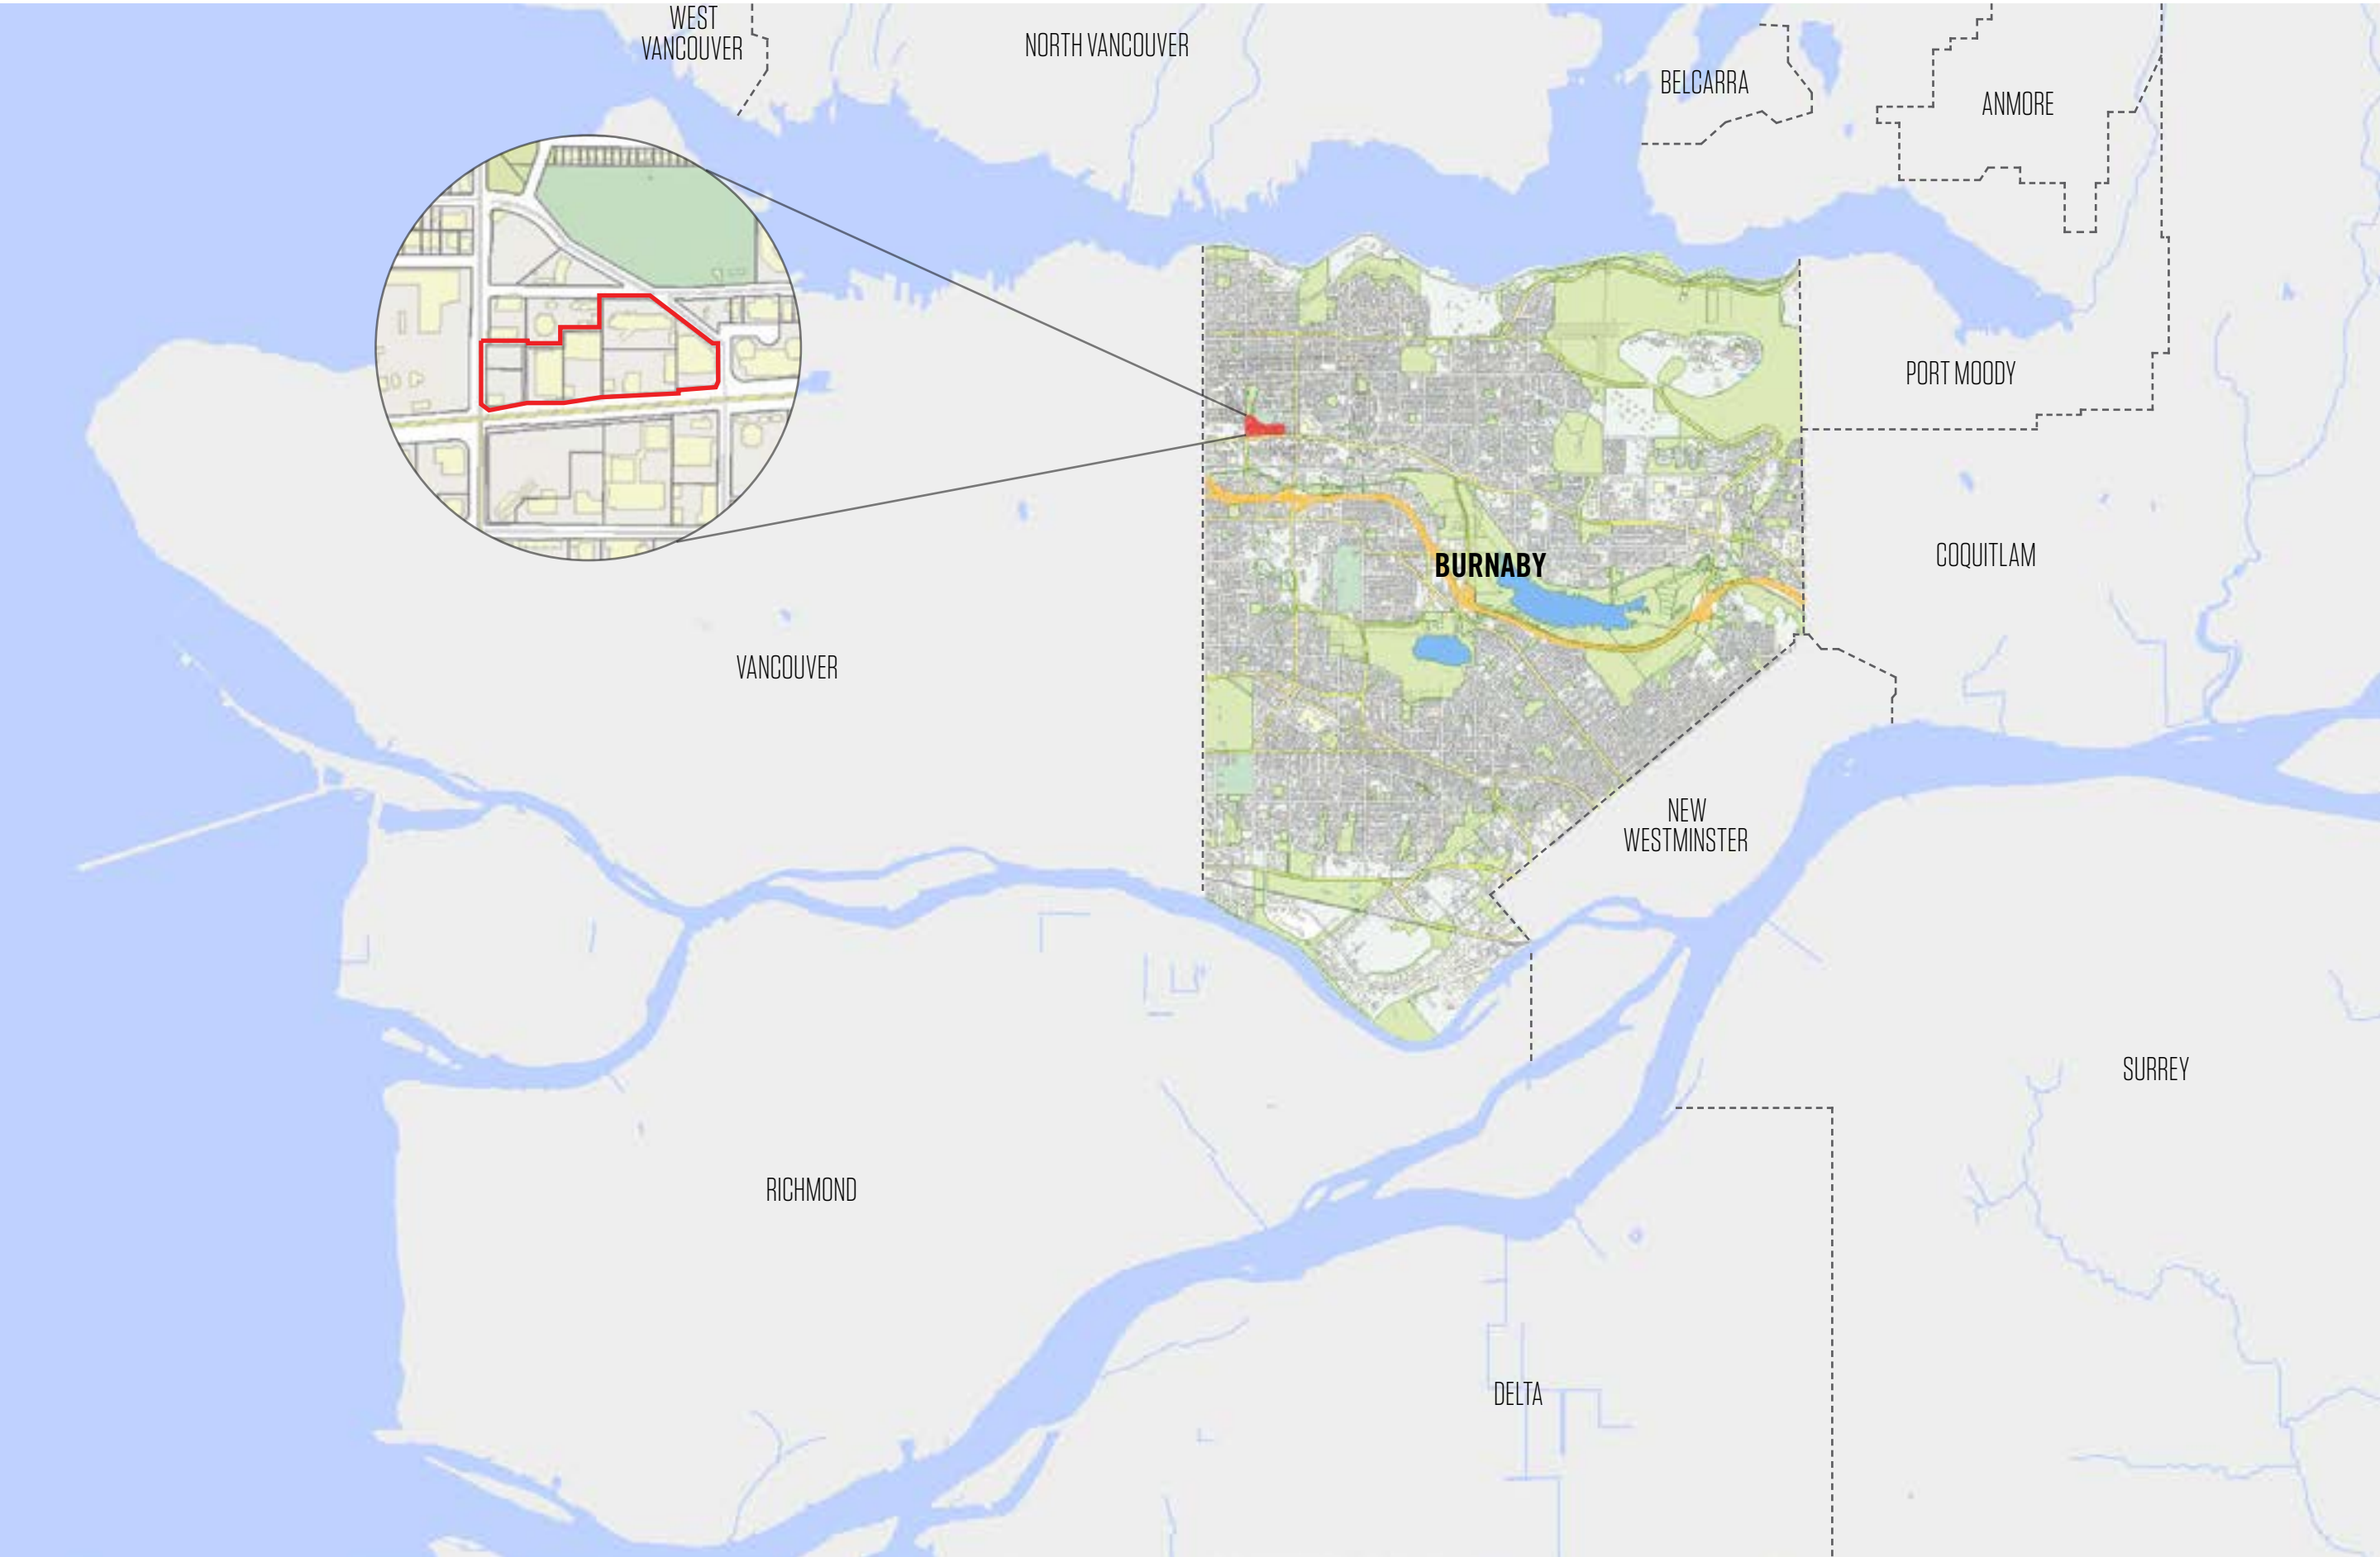 WEST
VANCOUVER
NORTH VANCOUVER
BELCARRA
ANMORE
PORT MOODY
COQUITLAM
BURNABY
VANCOUVER
NEW
WESTMINSTER
SURREY
RICHMOND
DELTA